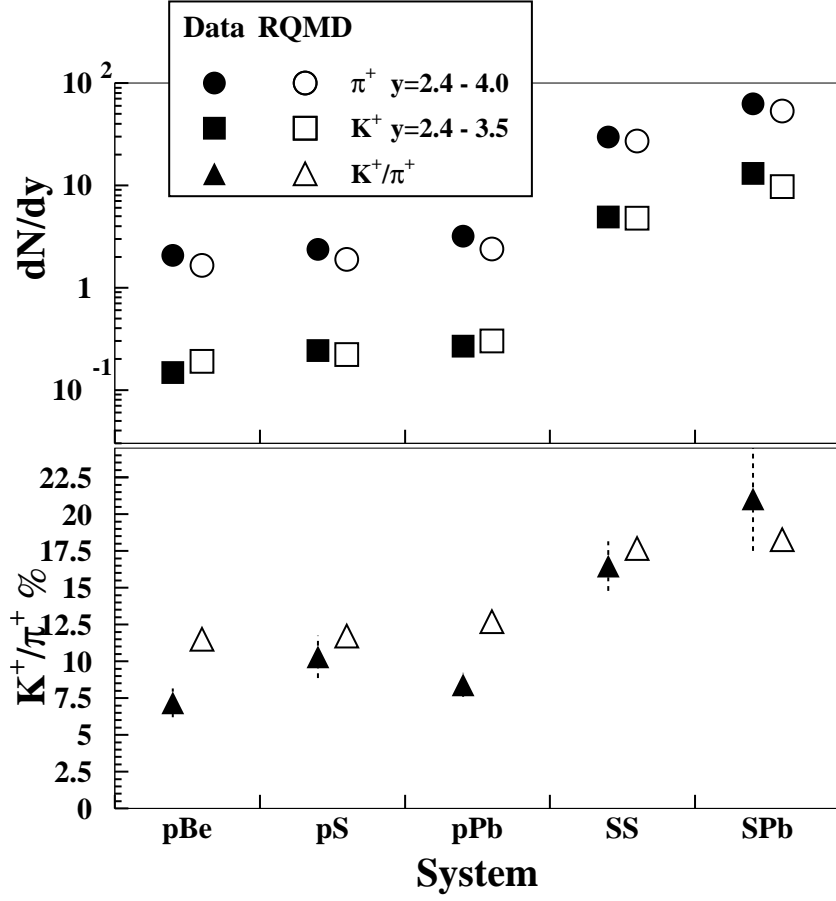 Data RQMD
π+ y=2.4 - 4.0
K+ y=2.4 - 3.5
K+/π+
dN/dy
10 2
10
1
10 -1
K+/π+ %
22.5
20
17.5
15
12.5
10
7.5
5
2.5
0
pBe pS pPb SS SPb
System